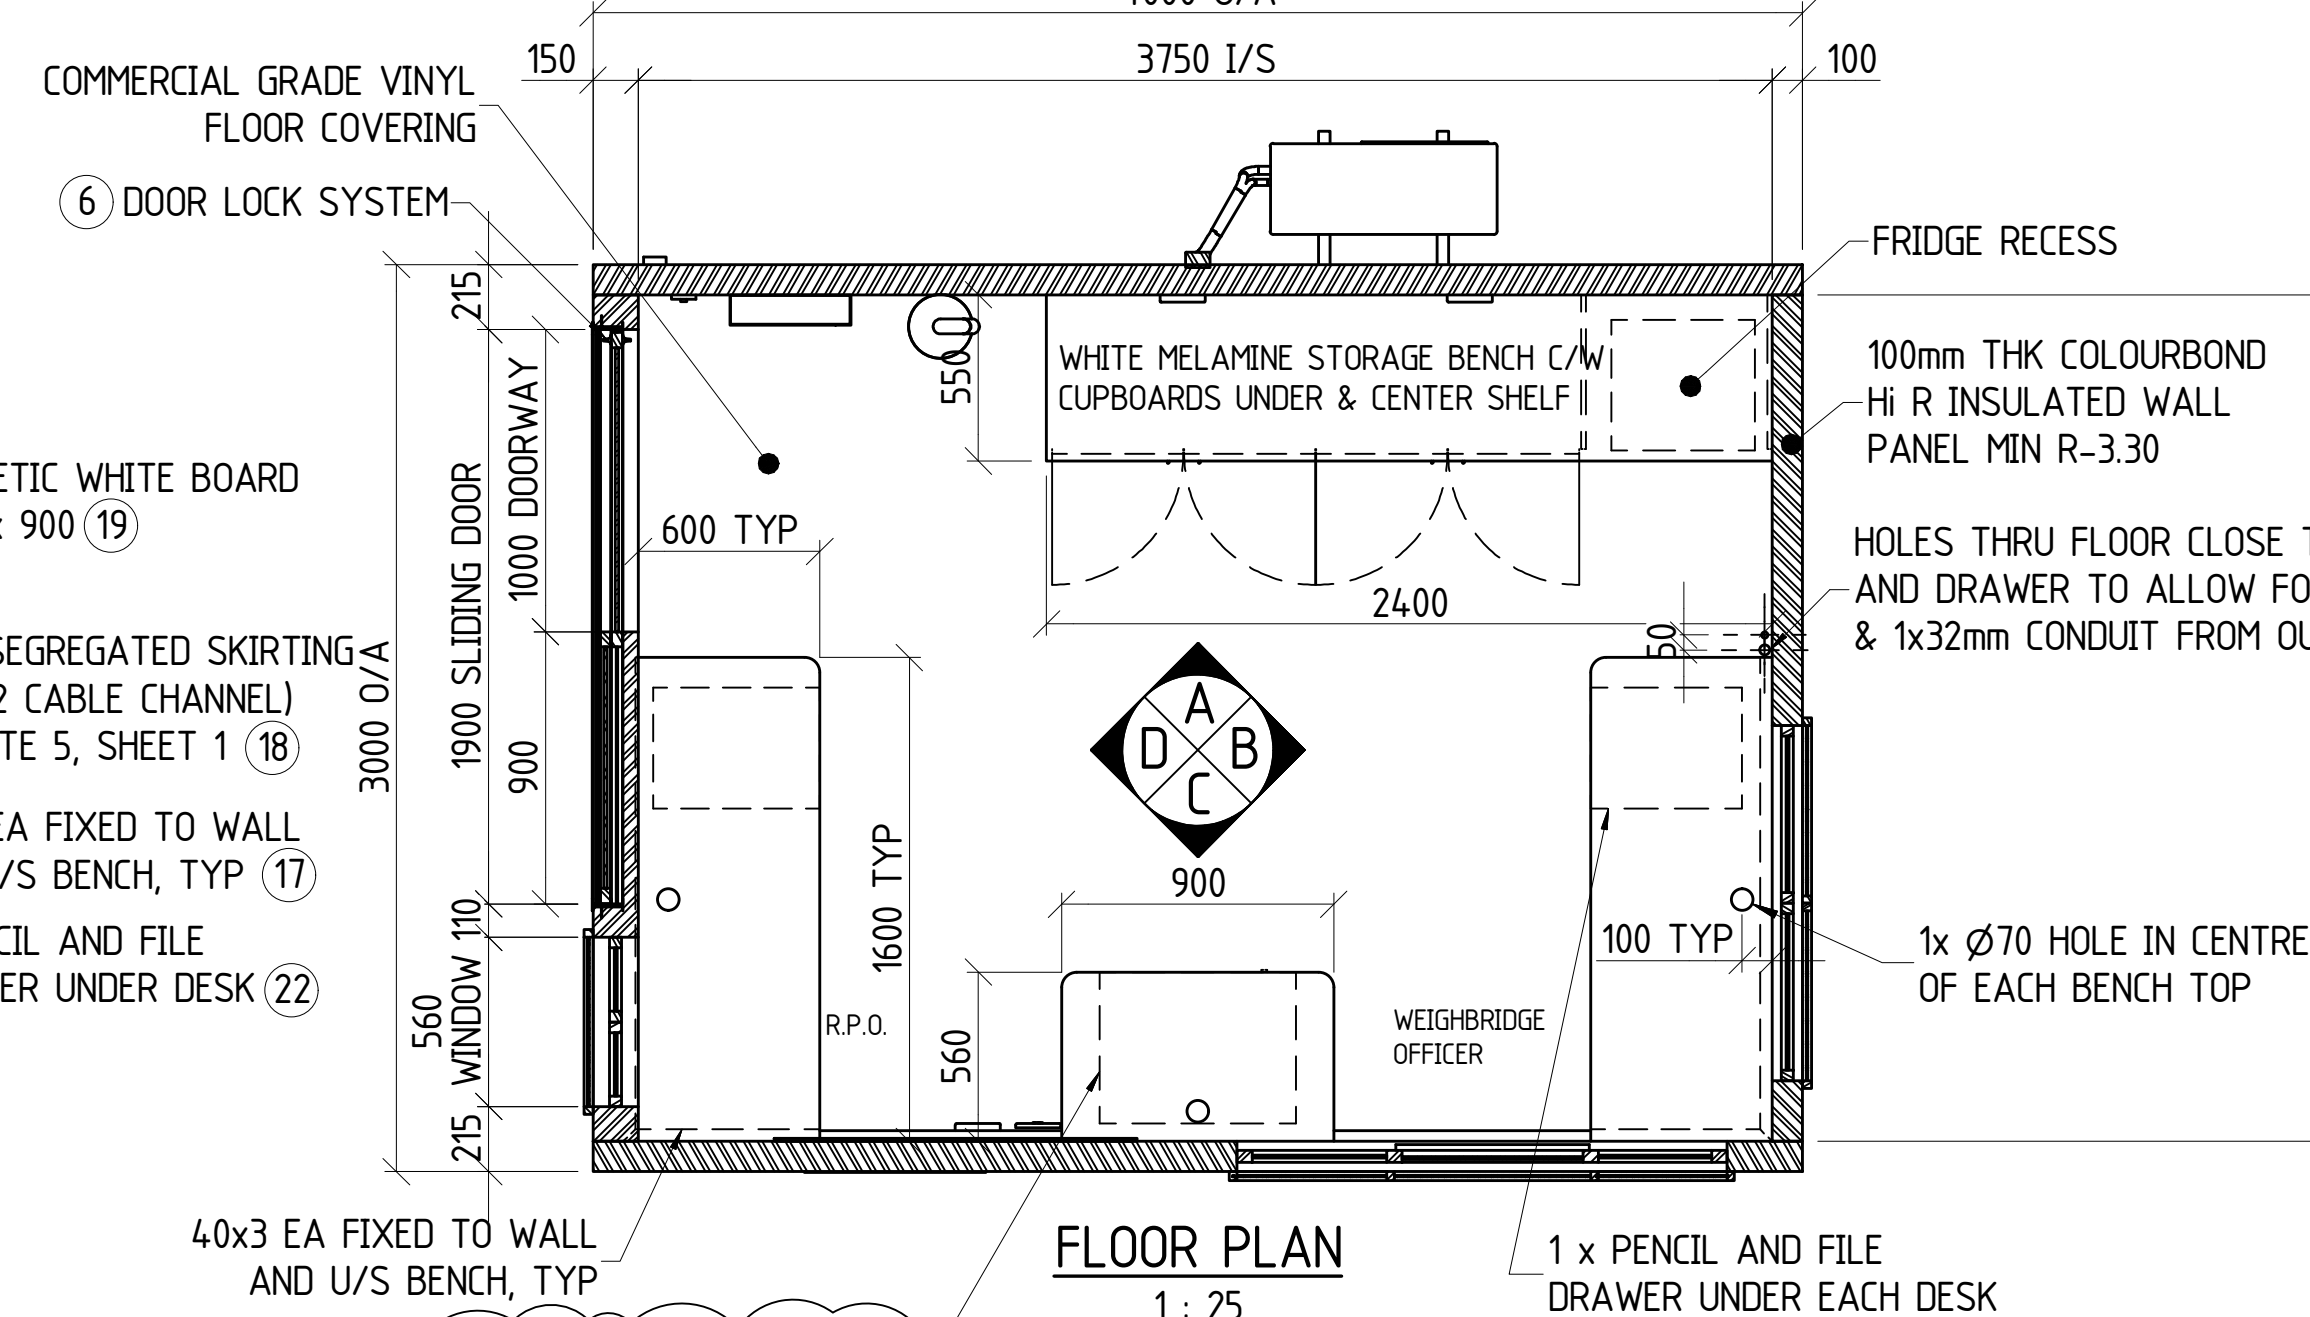 150
3750 I/S
100
COMMERCIAL GRADE VINYL
FLOOR COVERING
6 DOOR LOCK SYSTEM
FRIDGE RECESS
215
WHITE MELAMINE STORAGE BENCH C/W
CUPBOARDS UNDER & CENTER SHELF
550
100mm THK COLOURBOND
Hi R INSULATED WALL
PANEL MIN R-3.30
1000 DOORWAY
1900 SLIDING DOOR
ETIC WHITE BOARD
x 900 19
600 TYP
HOLES THRU FLOOR CLOSE T
AND DRAWER TO ALLOW FO
& 1x32mm CONDUIT FROM OU
2400
50
SEGREGATED SKIRTING
2 CABLE CHANNEL)
TE 5, SHEET 1 18
3000 O/A
900
A
D B
C
EA FIXED TO WALL
/S BENCH, TYP 17
1600 TYP
900
110
CIL AND FILE
ER UNDER DESK 22
560
WINDOW
100 TYP
1x Ø70 HOLE IN CENTRE
OF EACH BENCH TOP
R.P.O.
560
WEIGHBRIDGE
OFFICER
215
40x3 EA FIXED TO WALL
AND U/S BENCH, TYP
FLOOR PLAN
1 : 25
1 x PENCIL AND FILE
DRAWER UNDER EACH DESK